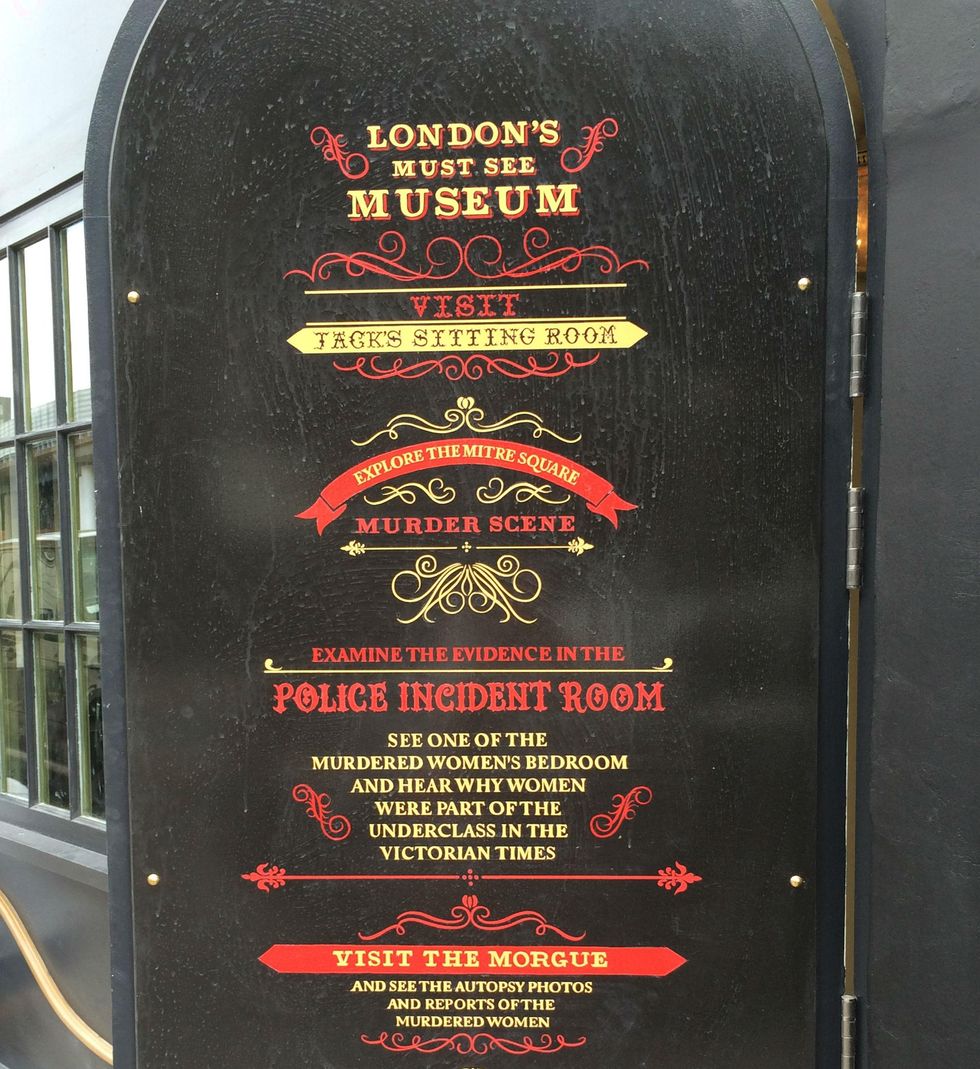 LONDON'S
MUST SEE
MUSEUM
VISIT
JACK'S SITTING ROOM
EXPLORE THE MITRE SQUARE
MURDER SCENE
EXAMINE THE EVIDENCE IN THE
POLICE INCIDENT ROOM
SEE ONE OF THE
MURDERED WOMEN'S BEDROOM
AND HEAR WHY WOMEN
WERE PART OF THE
UNDERCLASS IN THE
VICTORIAN TIMES
VISIT THE MORGUE
AND SEE THE AUTOPSY PHOTOS
AND REPORTS OF THE
MURDERED WOMEN